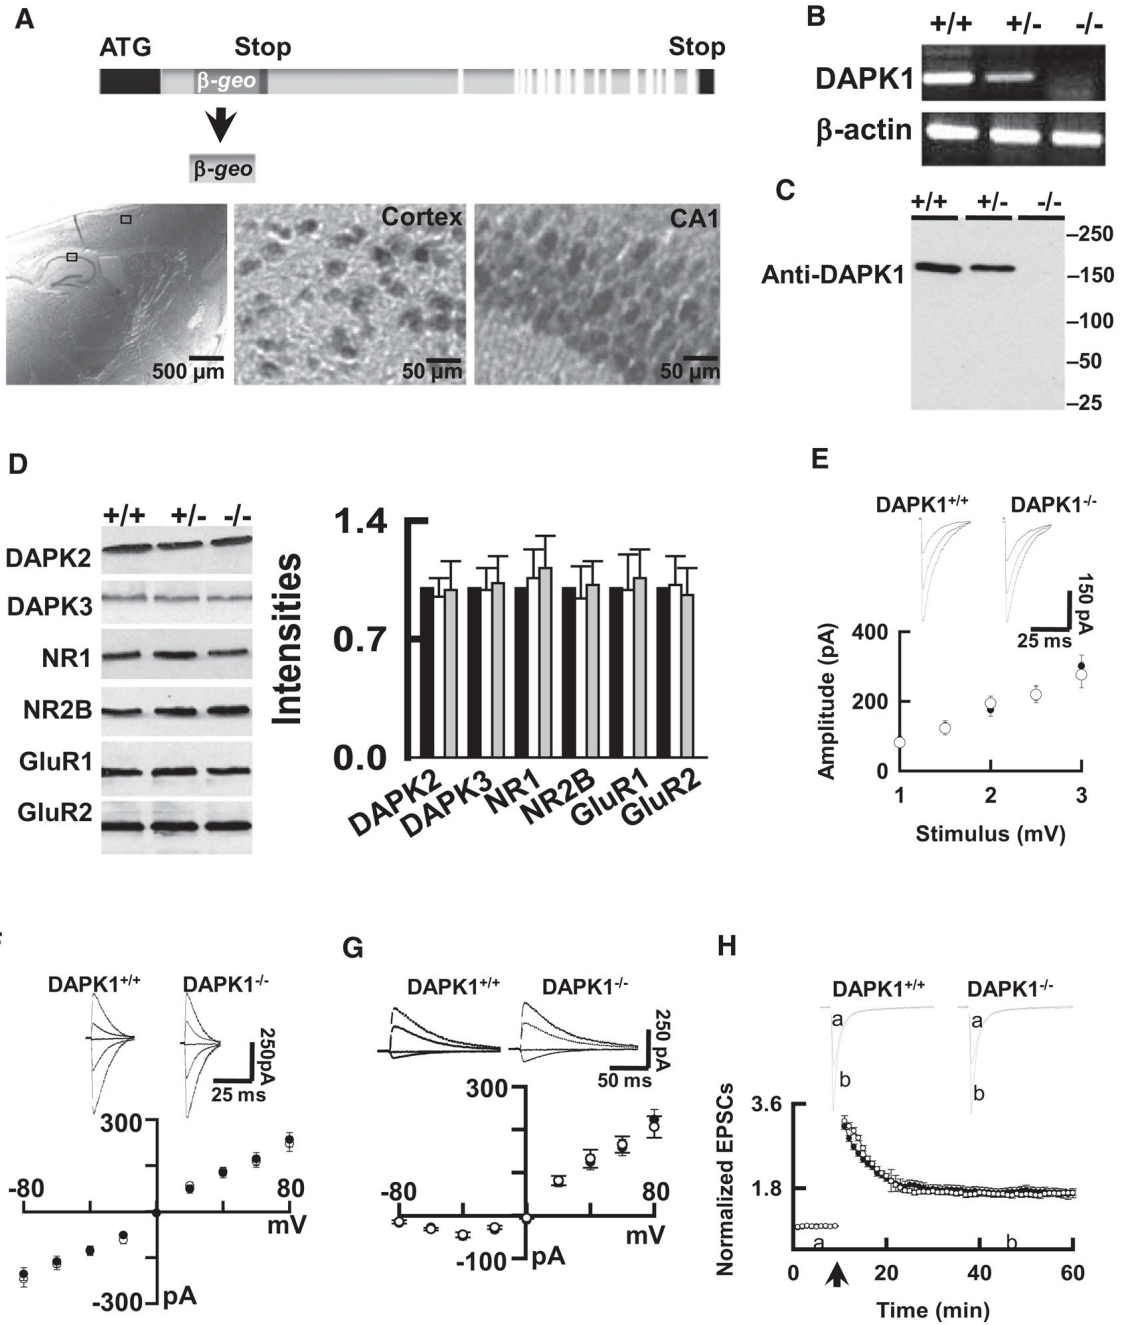 A
ATG Stop Stop
β-geo
β-geo
Cortex
CA1
500 μm
50 μm
50 μm
B
+/+ +/- -/-
DAPK1
β-actin
C
+/+ +/- -/-
Anti-DAPK1
–250
–150
–100
–50
–25
D
+/+ +/- -/-
DAPK2
DAPK3
NR1
NR2B
GluR1
GluR2
Intensities
1.4
0.7
0.0
DAPK2
DAPK3
NR1
NR2B
GluR1
GluR2
E
DAPK1+/+ DAPK1-/-
150 pA
25 ms
Amplitude (pA)
400
200
0
1 2 3
Stimulus (mV)
DAPK1+/+ DAPK1-/-
250pA
25 ms
300
-80 80
mV
-300 pA
G
DAPK1+/+ DAPK1-/-
250 pA
50 ms
300
-80 80
mV
-100 pA
H
DAPK1+/+ DAPK1-/-
a a
b b
Normalized EPSCs
3.6
1.8
a b
0 20 40 60
Time (min)